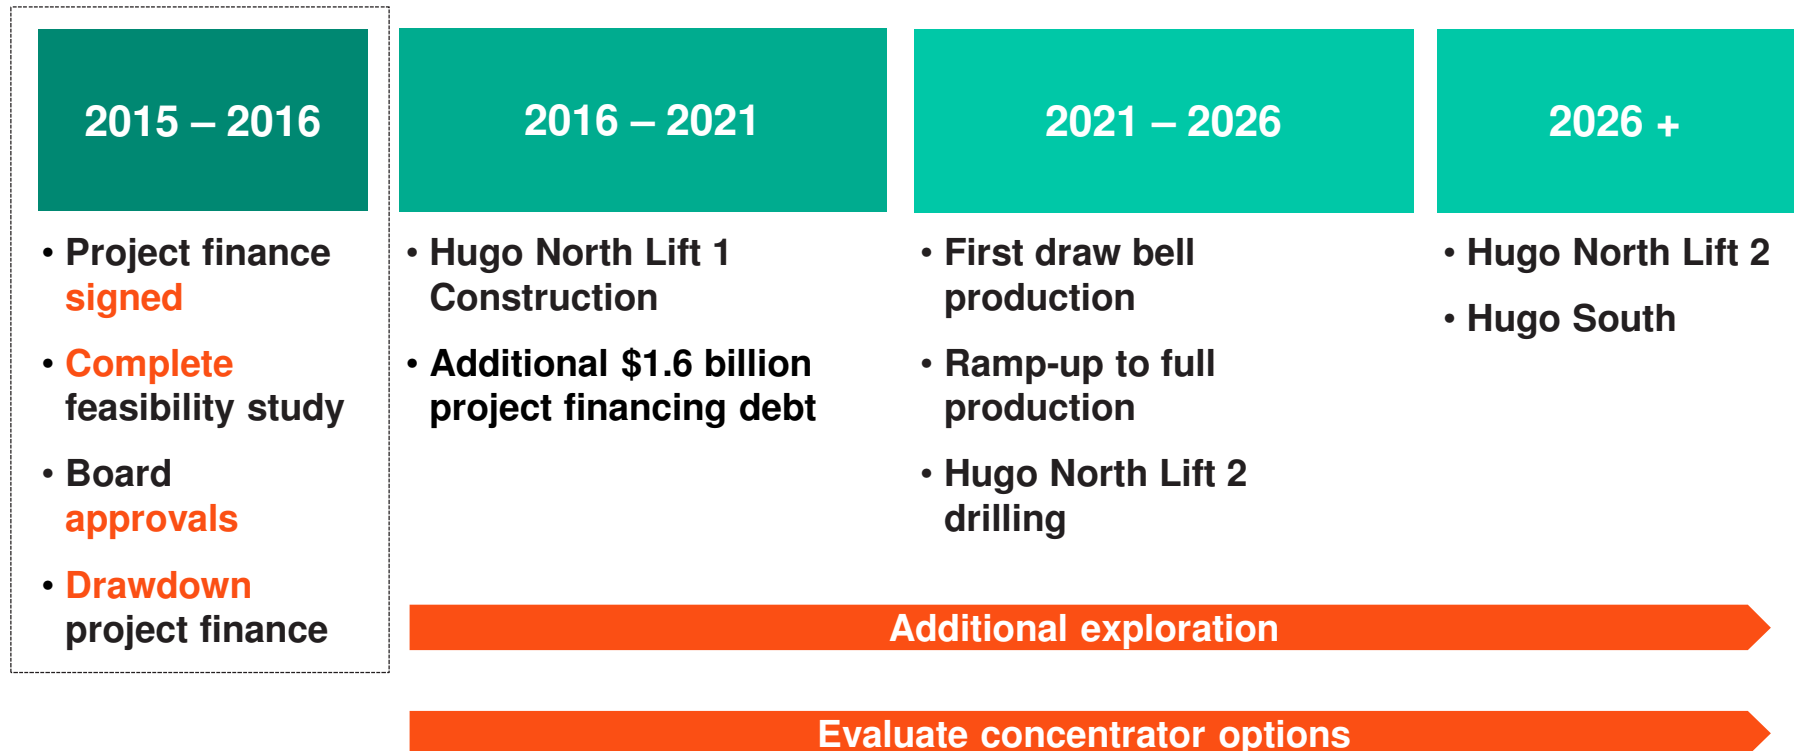 2015 – 2016
• Project finance
signed
• Complete
feasibility study
• Board
approvals
• Drawdown
project finance
2016 – 2021
• Hugo North Lift 1
Construction
• Additional $1.6 billion
project financing debt
2021 – 2026
• First draw bell
production
• Ramp-up to full
production
• Hugo North Lift 2
drilling
2026 +
• Hugo North Lift 2
• Hugo South
Additional exploration
Evaluate concentrator options